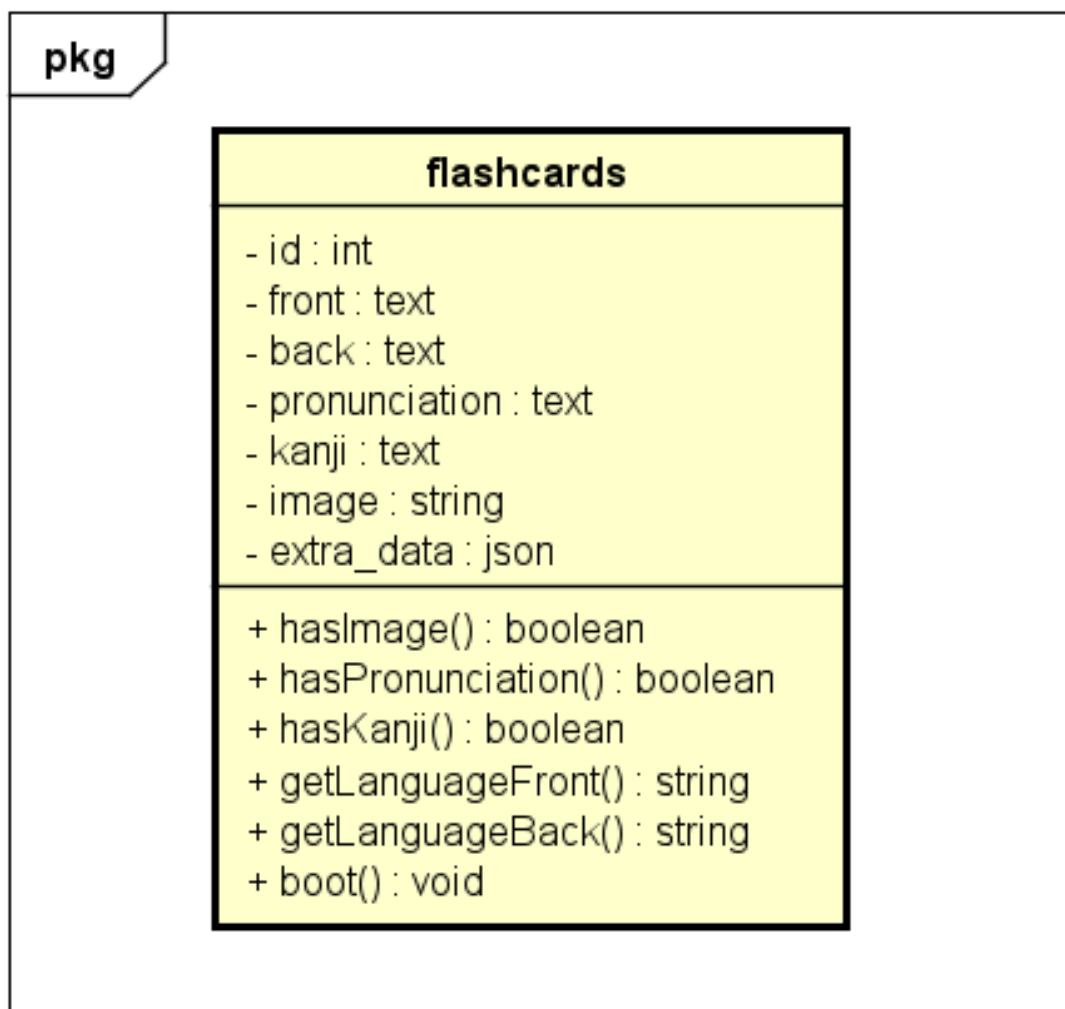 pkg
flashcards
- id : int
- front : text
- back : text
- pronunciation : text
- kanji : text
- image : string
- extra_data : json
+ hasImage() : boolean
+ hasPronunciation() : boolean
+ hasKanji() : boolean
+ getLanguageFront() : string
+ getLanguageBack() : string
+ boot() : void